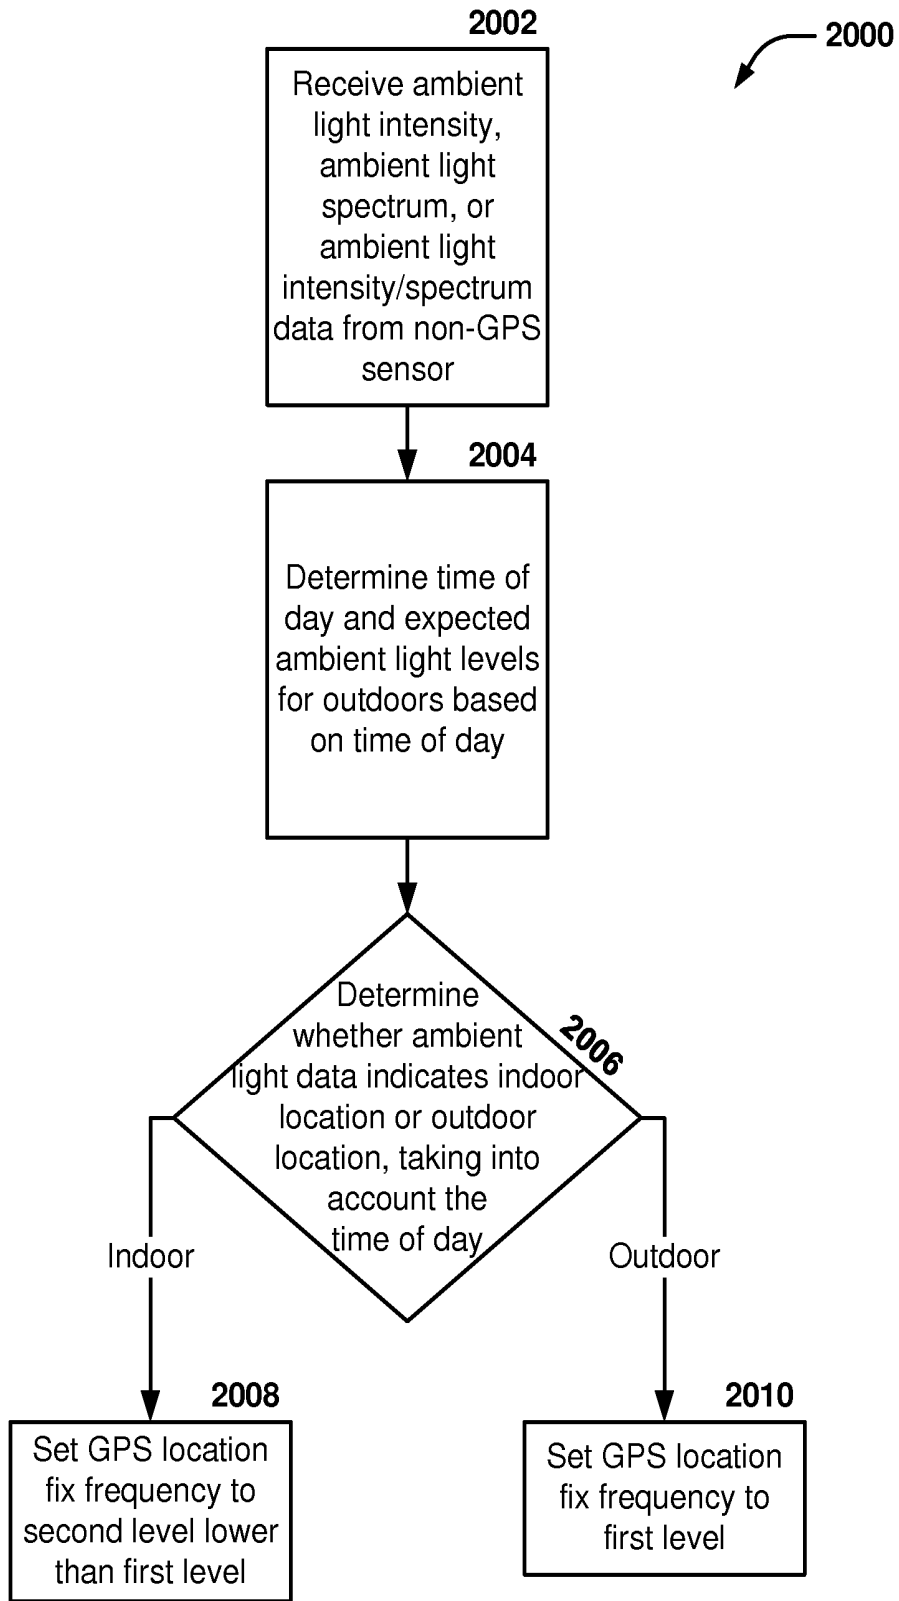 2002
2000
Receive ambient
light intensity,
ambient light
spectrum, or
ambient light
intensity/spectrum
data from non-GPS
sensor
2004
Determine time of
day and expected
ambient light levels
for outdoors based
on time of day
2006
Determine
whether ambient
light data indicates indoor
location or outdoor
location, taking into
account the
time of day
Indoor
Outdoor
2008
Set GPS location
fix frequency to
second level lower
than first level
2010
Set GPS location
fix frequency to
first level